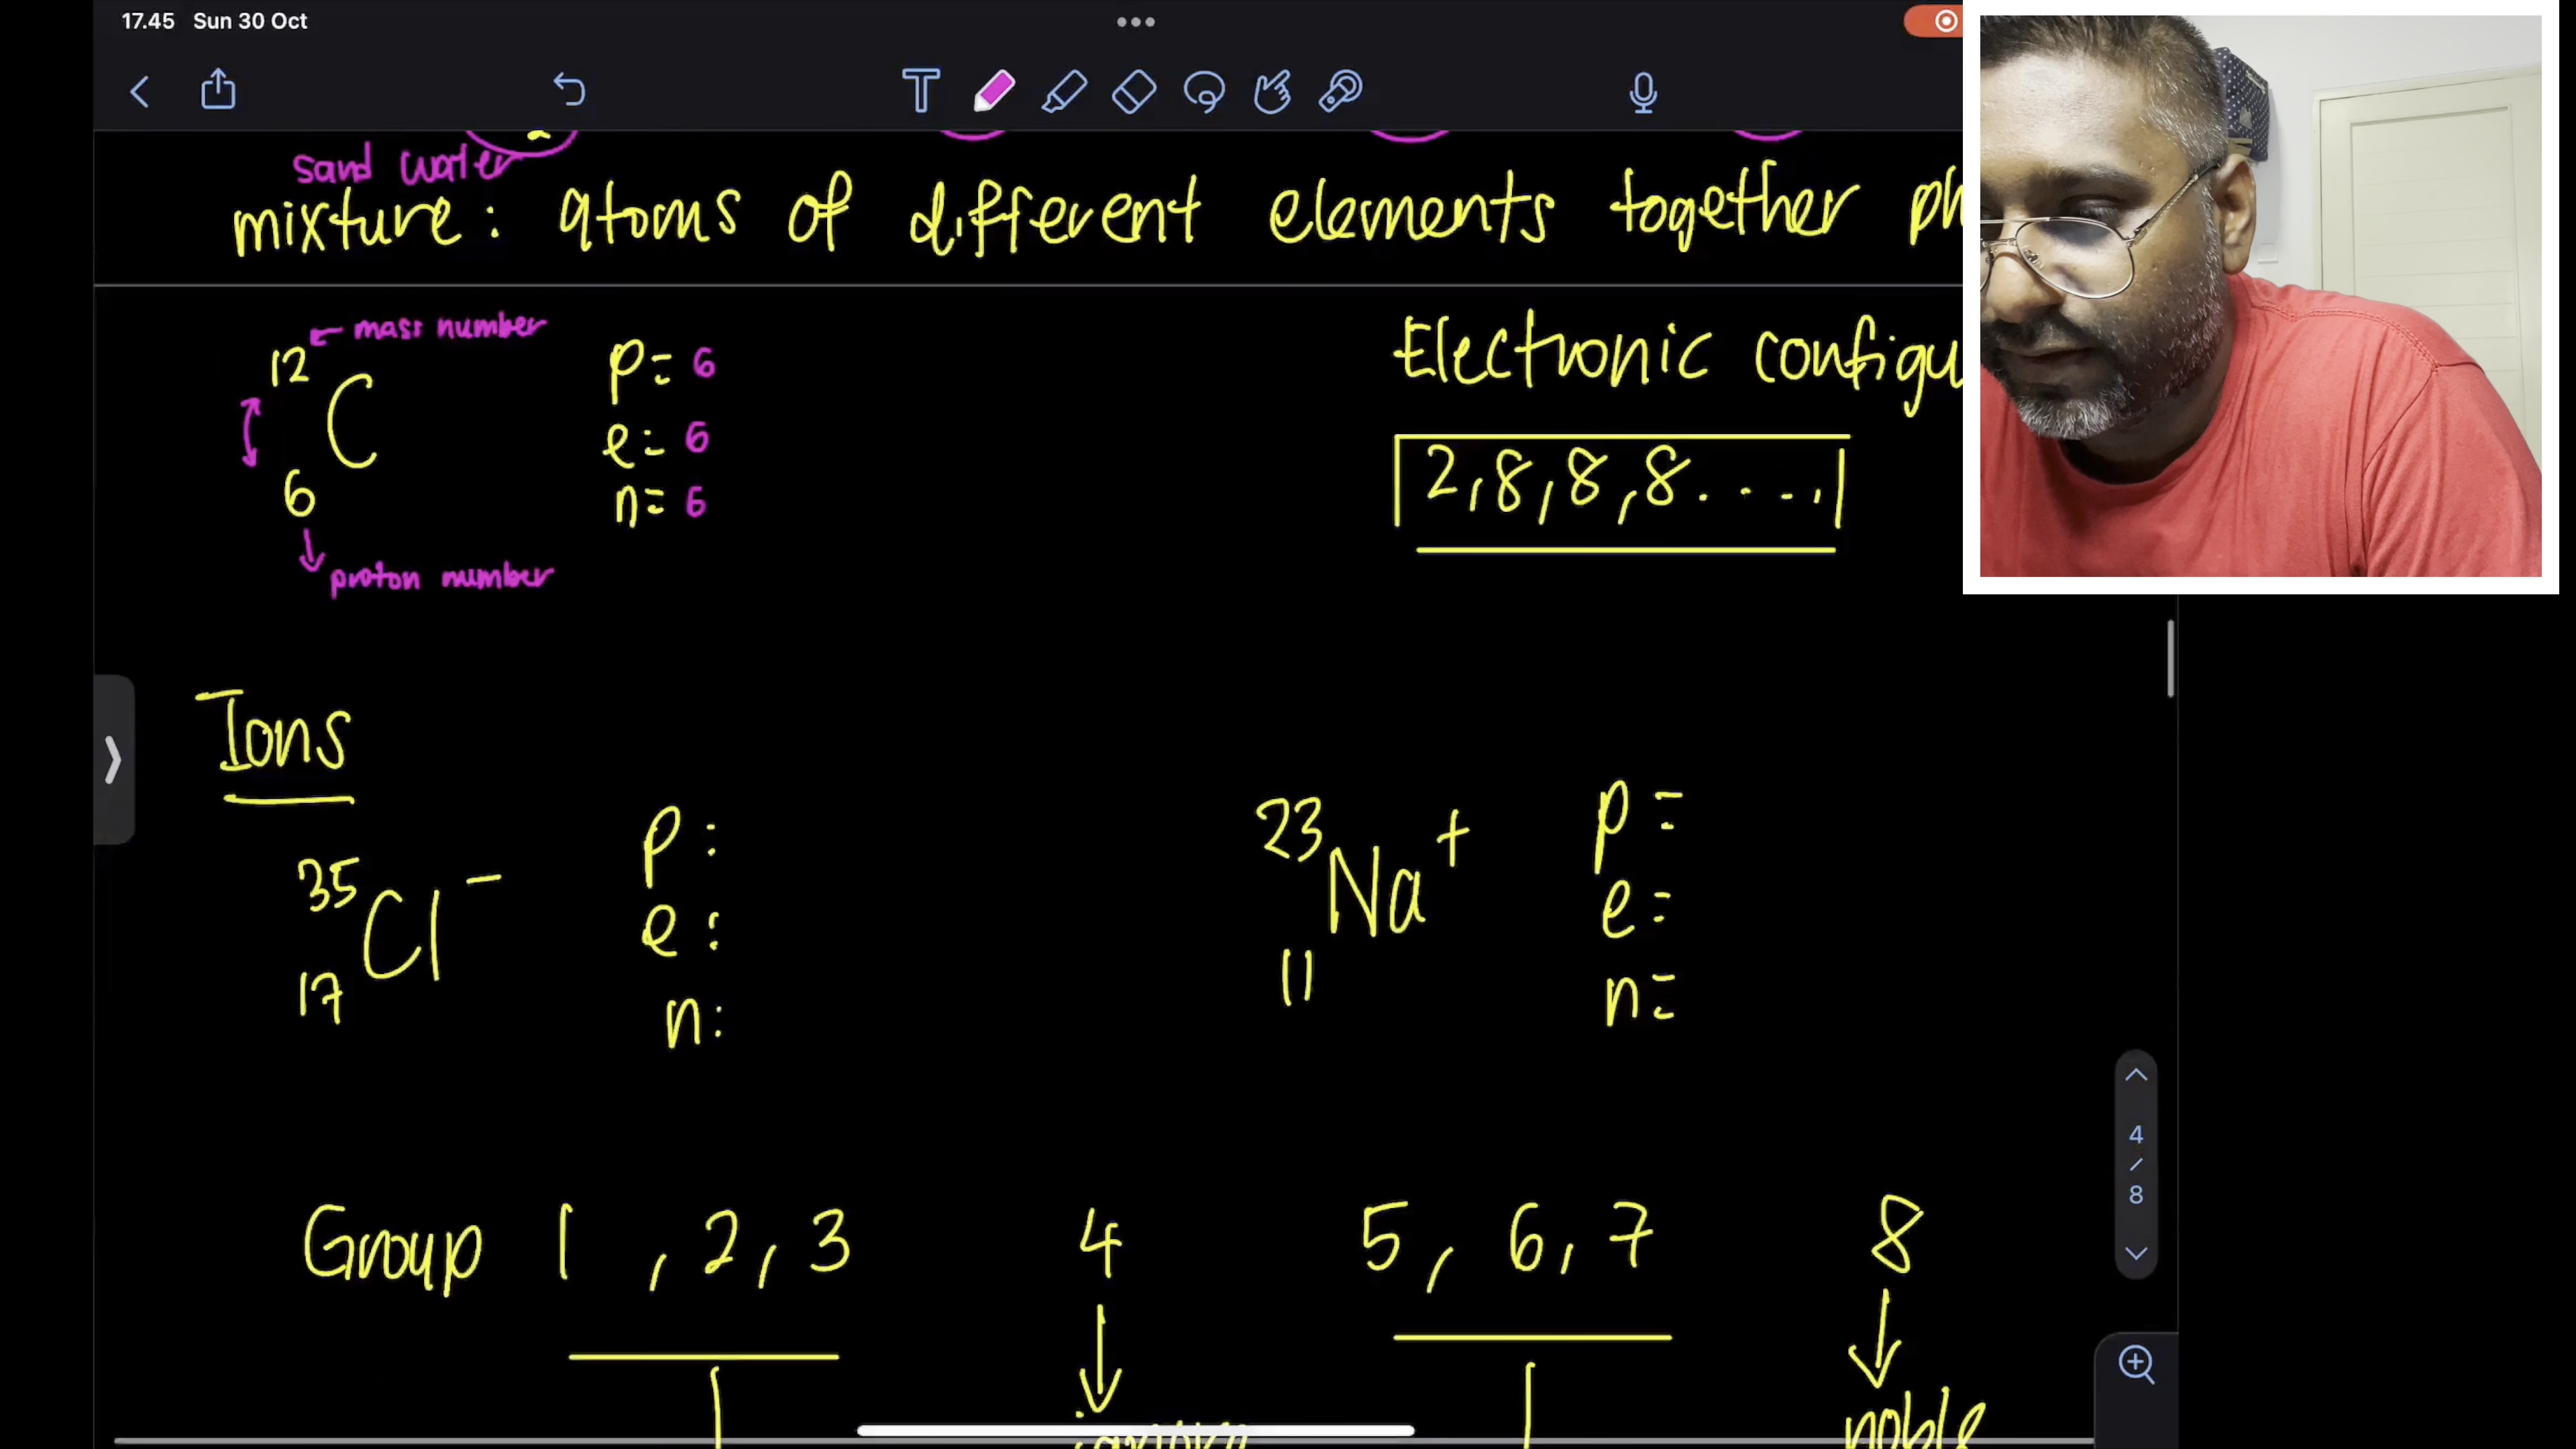 17.45 Sun 30 Oct
sand water
mixture: atoms of different elements together
12 ← mass number
C
6
proton number
p= 6
e= 6
n= 6
Electronic
2,8,8,8.....
Ions
35
Cl-
17
p:
e:
n:
23
Na+
11
p=
e=
n=
4
/
8
Group 1 , 2, 3 4 5, 6, 7 8
noble